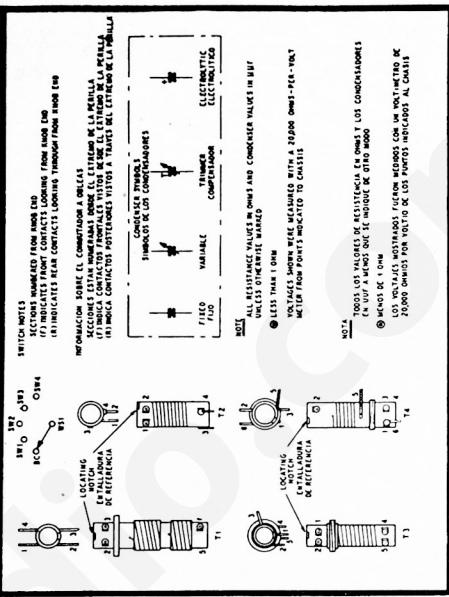 SWITCH NOTES
SECTIONS NUMBERED FROM KNOB END
(F) INDICATES FRONT CONTACTS LOOKING FROM KNOB END
(R) INDICATES REAR CONTACTS LOOKING THROUGH FROM KNOB END
INFORMACION SOBRE EL CONMUTADOR A OBLEAS
SECCIONES ESTAN NUMERADAS DESDE EL EXTREMO DE LA PERILLA
(F) INDICA CONTACTOS FRONTALES VISTOS DESDE EL EXTREMO DE LA PERILLA
(R) INDICA CONTACTOS POSTERIORES VISTOS A TRAVES DEL EXTREMO DE LA PERILLA
CONDENSER SYMBOLS
SIMBOLOS DE LOS CONDENSADORES
FIXED
FIJO
VARIABLE
TRIMMER
COMPENSADOR
ELECTROLYTIC
ELECTROLITICO
NOTE
ALL RESISTANCE VALUES IN OHMS AND CONDENSER VALUES IN UUF
UNLESS OTHERWISE MARKED
LESS THAN 1 OHM
VOLTAGES SHOWN WERE MEASURED WITH A 20,000 OHMS-PER-VOLT
METER FROM POINTS INDICATED TO CHASSIS
NOTA
TODOS LOS VALORES DE RESISTENCIA EN OHMS Y LOS CONDENSADORES
EN UUF A MENOS QUE SE INDIQUE DE OTRO MODO
MENOS DE 1 OHM
LOS VOLTAJES MOSTRADOS FUERON MEDIDOS CON UN VOLTIMETRO DE
20,000 OHMIOS POR VOLTIO DE LOS PUNTOS INDICADOS AL CHASIS
BC
SW1
SW2
SW3
SW4
WS1
LOCATING
NOTCH
ENTALLADURA
DE REFERENCIA
T1
T2
LOCATING
NOTCH
ENTALLADURA
DE REFERENCIA
T3
T4